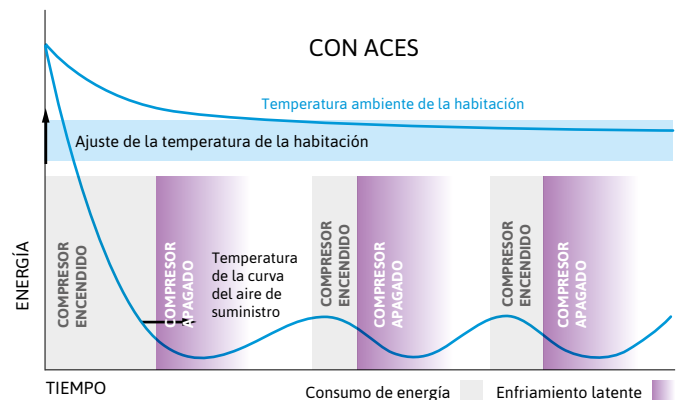 CON ACES
Temperatura ambiente de la habitación
Ajuste de la temperatura de la habitación
ENERGÍA
COMPRESOR
ENCENDIDO
COMPRESOR
APAGADO
Temperatura
de la curva
del aire de
suministro
COMPRESOR
ENCENDIDO
COMPRESOR
APAGADO
COMPRESOR
ENCENDIDO
COMPRESOR
APAGADO
TIEMPO
Consumo de energía
Enfriamiento latente